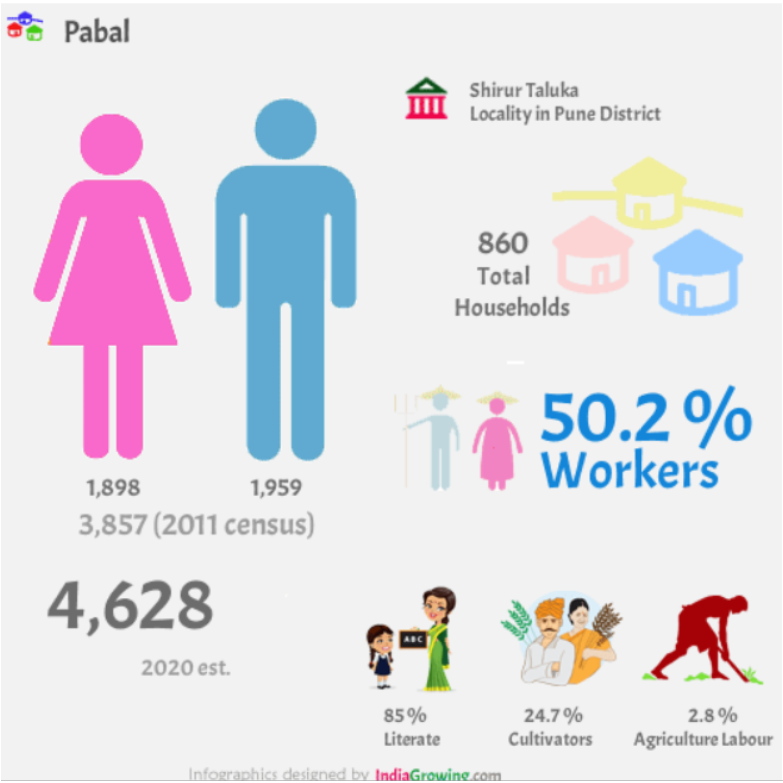 Pabal
Shirur Taluka
Locality in Pune District
860
Total
Households
50.2 %
Workers
1,898
1,959
3,857 (2011 census)
4,628
2020 est.
ABC
85%
Literate
24.7 %
Cultivators
2.8 %
Agriculture Labour
Infographics designed by IndiaGrowing.com